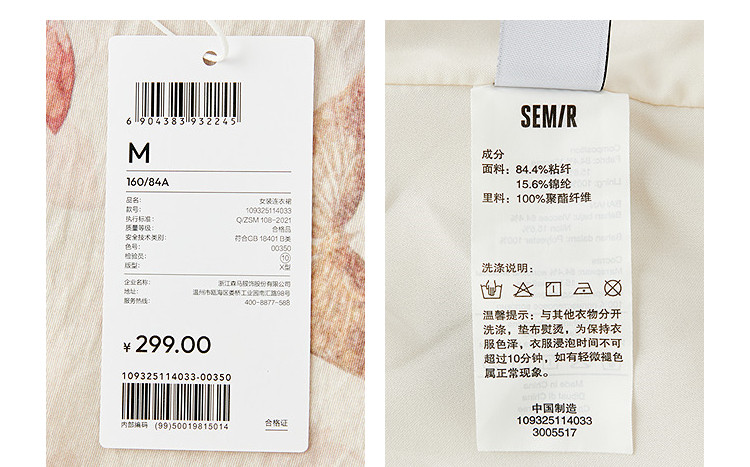 6 904383 932245
M
160/84A
品名: 女装连衣裙
款号: 109325114033
执行标准: Q/ZSM 108-2021
质量等级: 合格品
安全技术类别: 符合GB 18401 B类
色号: 00350
检验员: 10
版型: X型
企业名称: 浙江森马服饰股份有限公司
地址: 温州市瓯海区娄桥工业园南汇路98号
服务热线: 400-8877-588
¥ 299.00
109325114033-00350
内部编码 (99)50019815014 合格证
SEM/R
成分
面料: 84.4%粘纤
15.6%锦纶
里料: 100%聚酯纤维
洗涤说明:
温馨提示: 与其他衣物分开
洗涤, 垫布熨烫, 为保持衣
服色泽, 衣服浸泡时间不可
超过10分钟, 如有轻微褪色
属正常现象。
中国制造
109325114033
3005517